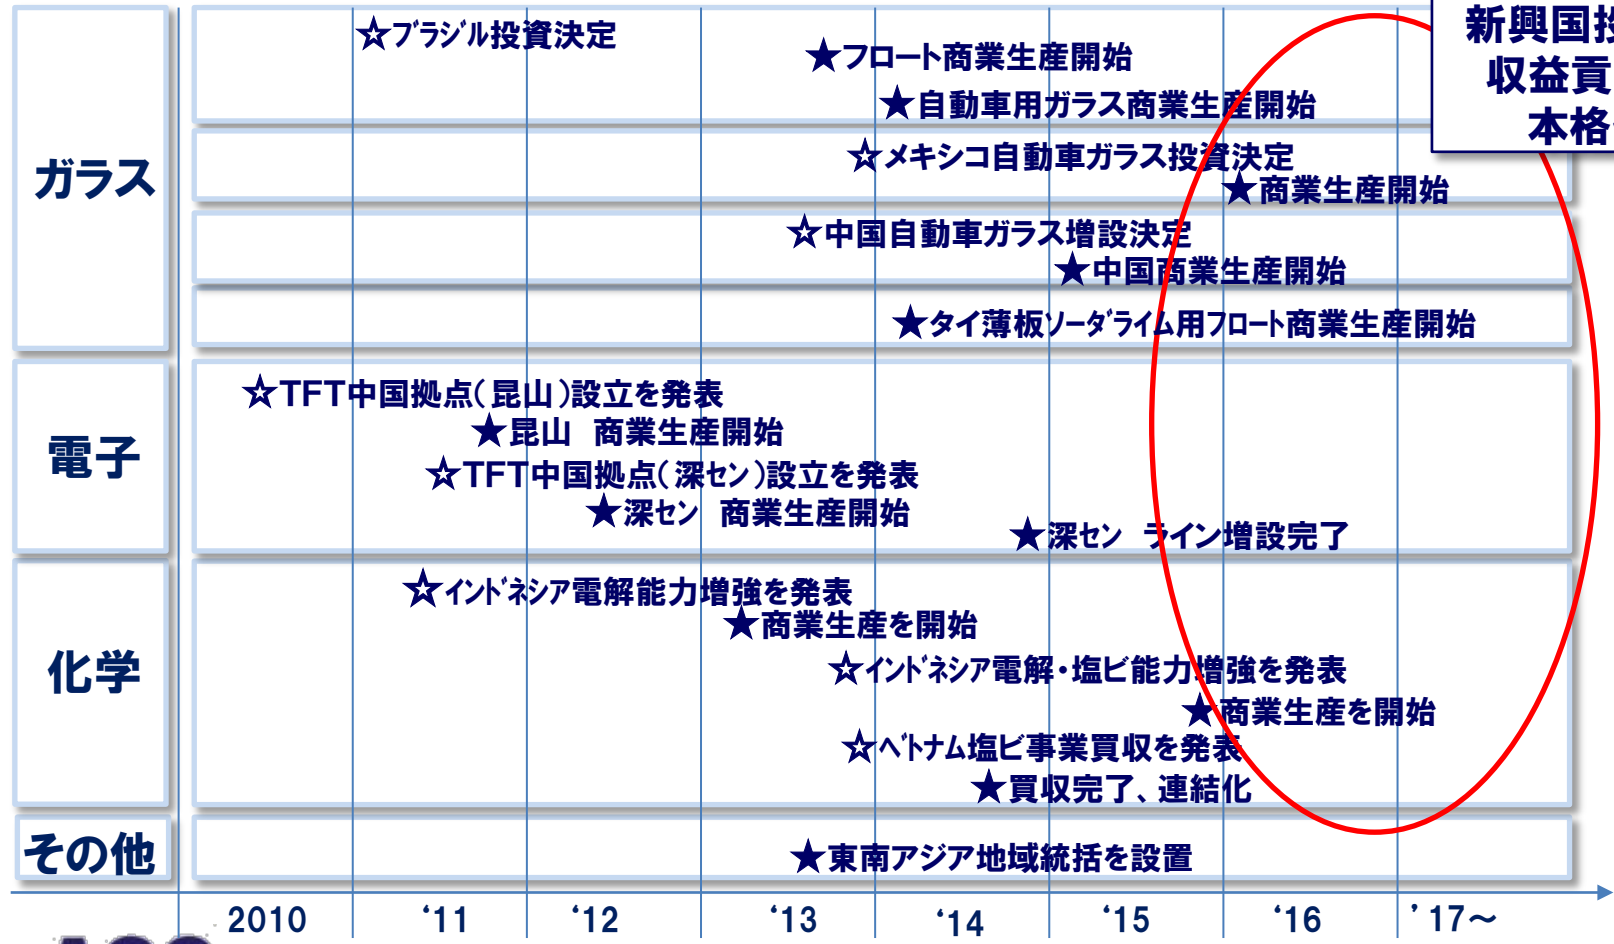 ☆ブラジル投資決定
★フロート商業生産開始
★自動車用ガラス商業生産開始
新興国投
収益貢
本格
ガラス
☆メキシコ自動車ガラス投資決定
★商業生産開始
☆中国自動車ガラス増設決定
★中国商業生産開始
★タイ薄板ソーダライム用フロート商業生産開始
電子
☆TFT中国拠点(昆山)設立を発表
★昆山 商業生産開始
☆TFT中国拠点(深セン)設立を発表
★深セン 商業生産開始
★深セン ライン増設完了
化学
☆インドネシア電解能力増強を発表
★商業生産を開始
☆インドネシア電解・塩ビ能力増強を発表
★商業生産を開始
☆ベトナム塩ビ事業買収を発表
★買収完了、連結化
その他
★東南アジア地域統括を設置
2010 ‘11 ‘12 ‘13 ‘14 ‘15 ‘16 ’17～